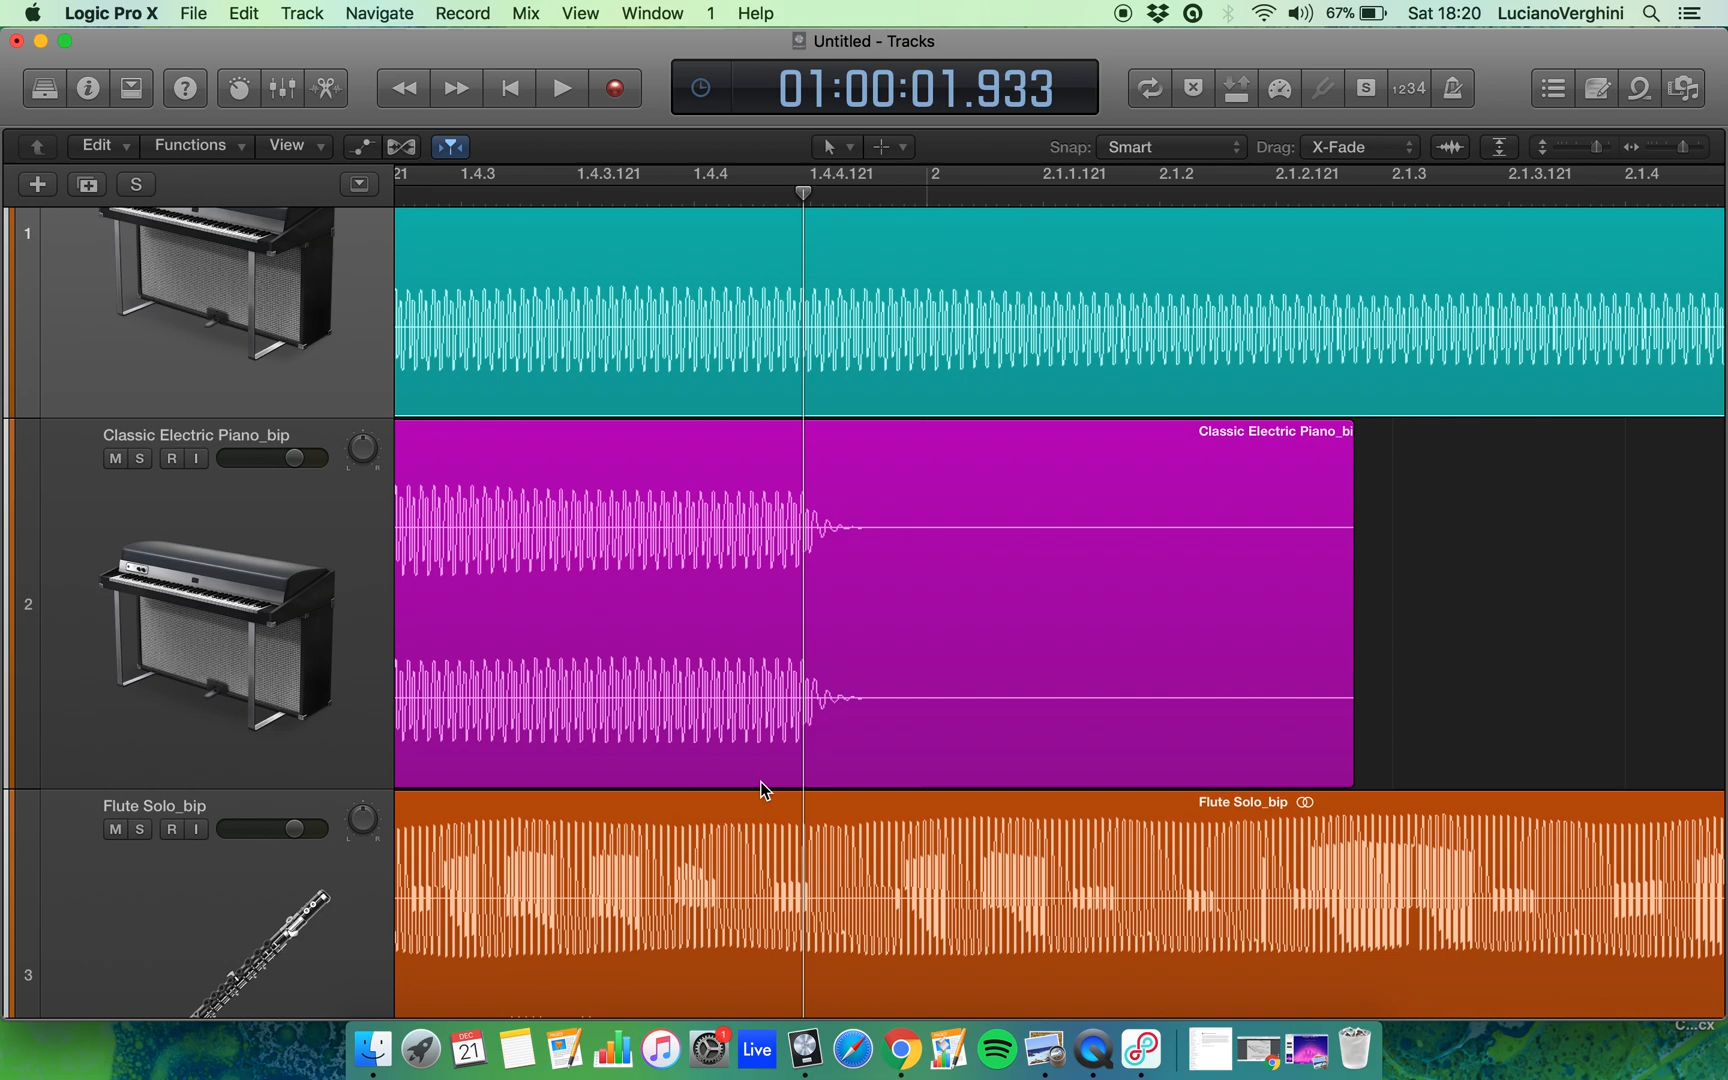 Logic Pro X File Edit Track Navigate Record Mix View Window 1 Help 67% Sat 18:20 LucianoVerghini
Untitled - Tracks
01:00:01.933
S 1234
Edit Functions View Snap: Smart Drag: X-Fade
S
21 1.4.3 1.4.3.121 1.4.4 1.4.4.121 2 2.1.1.121 2.1.2 2.1.2.121 2.1.3 2.1.3.121 2.1.4
1
Classic Electric Piano_bip
M S R I
L R
Classic Electric Piano_bi
2
Flute Solo_bip
M S R I
L R
Flute Solo_bip
3
C...cx
DEC
21
1
Live